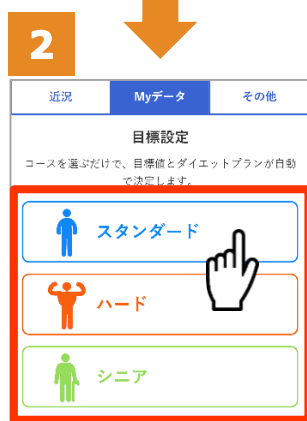 2
近況 Myデータ その他
目標設定
コースを選ぶだけで、目標値とダイエットプランが自動
で決定します。
スタンダード
ハード
シニア